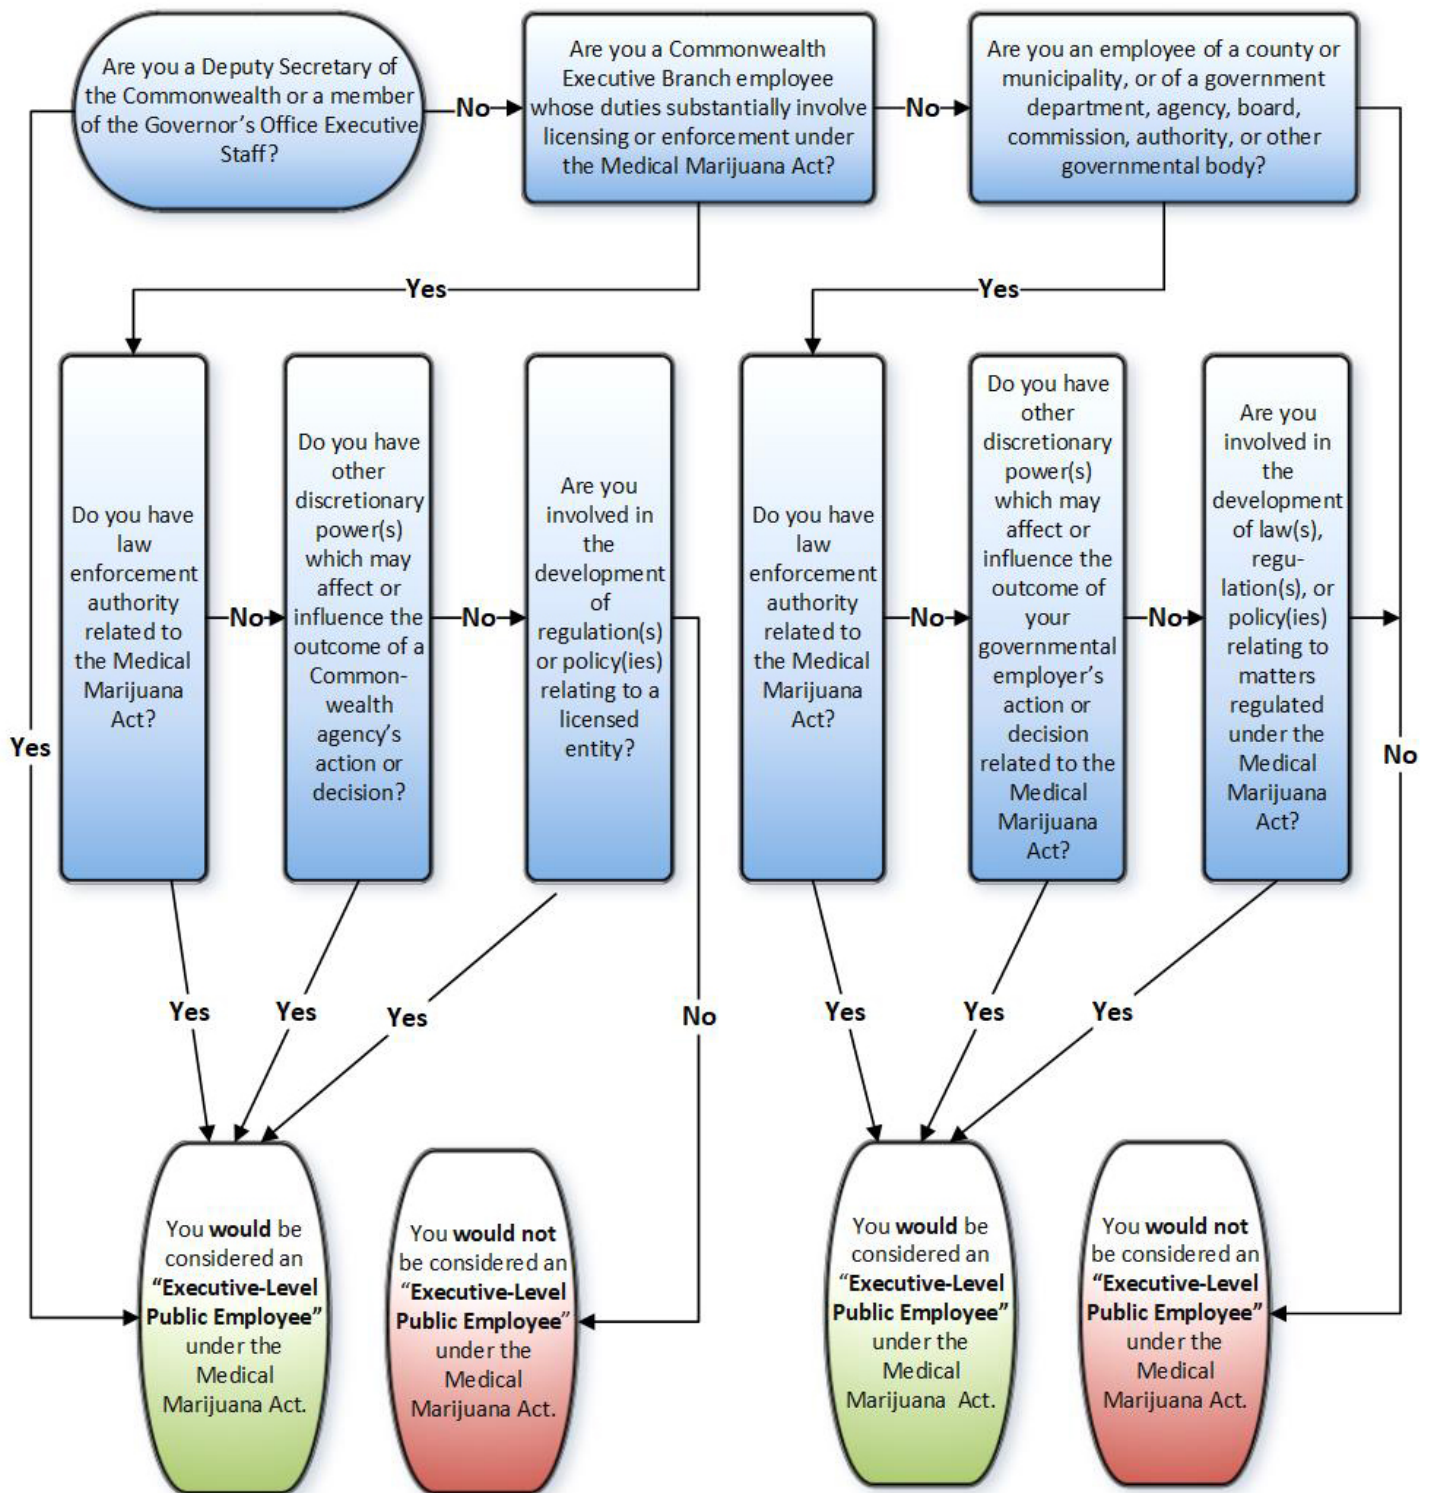 Are you a Deputy Secretary of
the Commonwealth or a member
of the Governor's Office Executive
Staff?
No
Are you a Commonwealth
Executive Branch employee
whose duties substantially involve
licensing or enforcement under
the Medical Marijuana Act?
No
Are you an employee of a county or
municipality, or of a government
department, agency, board,
commission, authority, or other
governmental body?
Yes
Yes
Do you have
law
enforcement
authority
related to
the Medical
Marijuana
Act?
No
Do you have
other
discretionary
power(s)
which may
affect or
influence the
outcome of a
Common-
wealth
agency's
action or
decision?
No
Are you
involved in
the
development
of
regulation(s)
or policy(ies)
relating to a
licensed
entity?
Do you have
law
enforcement
authority
related to
the Medical
Marijuana
Act?
No
Do you have
other
discretionary
power(s)
which may
affect or
influence the
outcome of
your
governmental
employer's
action or
decision
related to the
Medical
Marijuana
Act?
No
Are you
involved in
the
development
of law(s),
regu-
lation(s), or
policy(ies)
relating to
matters
regulated
under the
Medical
Marijuana
Act?
Yes
No
Yes
Yes
Yes
No
Yes
Yes
Yes
You would be
considered an
“Executive-Level
Public Employee”
under the
Medical
Marijuana Act.
You would not
be considered an
“Executive-Level
Public Employee”
under the
Medical
Marijuana Act.
You would be
considered an
“Executive-Level
Public Employee”
under the
Medical
Marijuana Act.
You would not
be considered an
“Executive-Level
Public Employee”
under the
Medical
Marijuana Act.